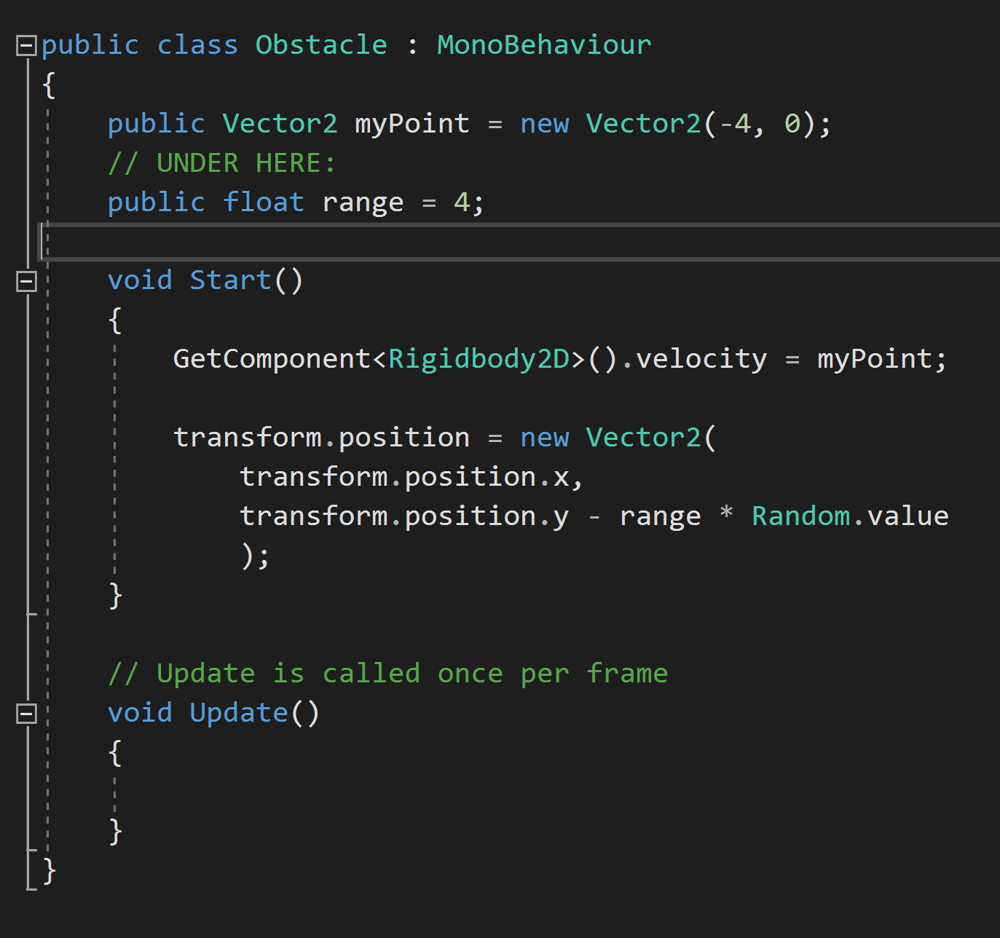 public class Obstacle : MonoBehaviour
{
    public Vector2 myPoint = new Vector2(-4, 0);
    // UNDER HERE:
    public float range = 4;

    void Start()
    {
        GetComponent<Rigidbody2D>().velocity = myPoint;

        transform.position = new Vector2(
            transform.position.x,
            transform.position.y - range * Random.value
            );
    }

    // Update is called once per frame
    void Update()
    {

    }
}